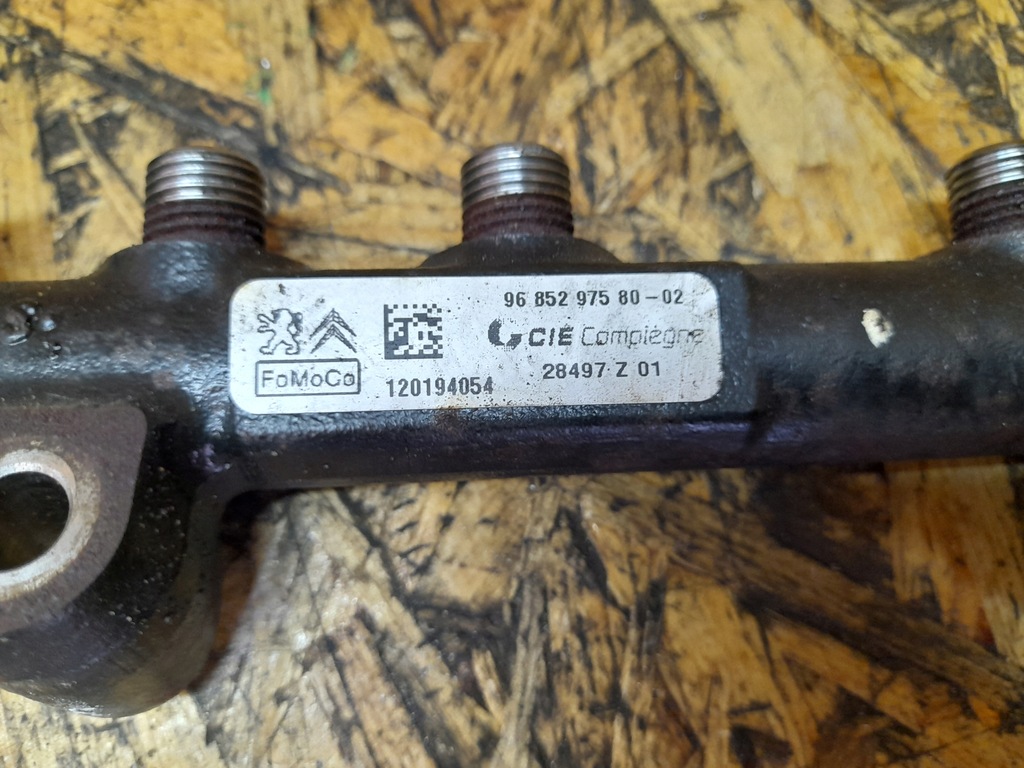 96 852 975 80-02
CIE Compiègne
28497 Z 01
FoMoCo
120194054